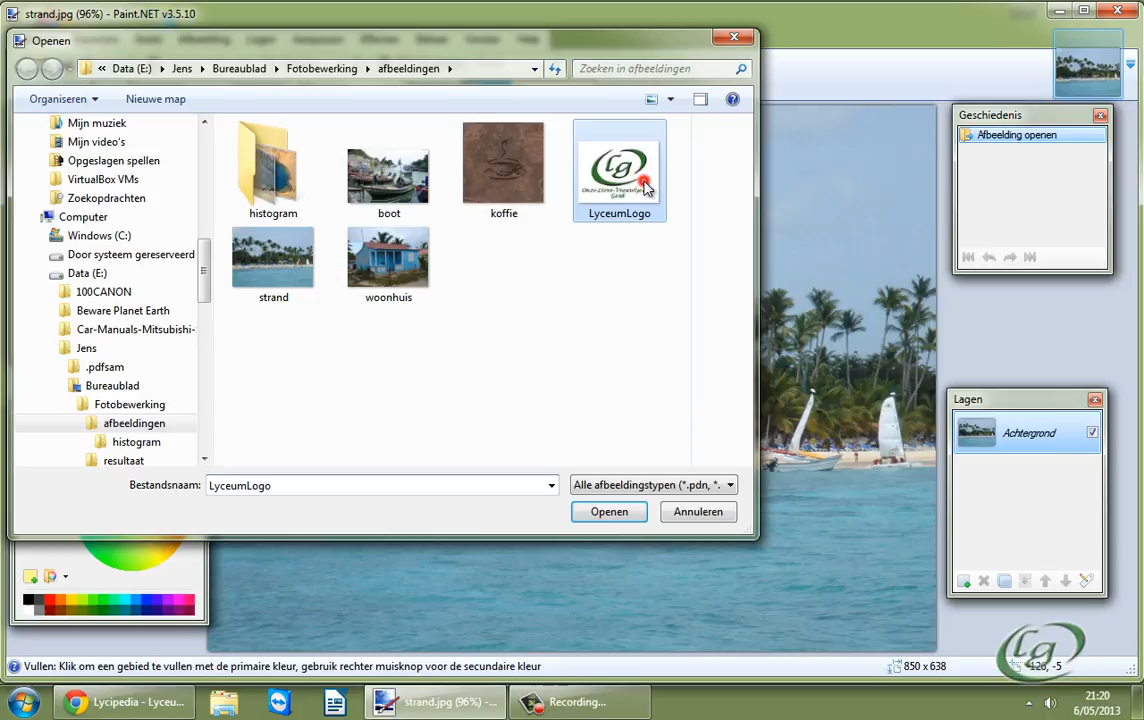 strand.jpg (96%) - Paint.NET v3.5.10
Openen
« Data (E:) Jens Bureaublad Fotobewerking afbeeldingen
Zoeken in afbeeldingen
Organiseren
Nieuwe map
Mijn muziek
Mijn video's
Opgeslagen spellen
VirtualBox VMs
Zoekopdrachten
Computer
Windows (C:)
Door systeem gereserveerd
Data (E:)
100CANON
Beware Planet Earth
Car-Manuals-Mitsubishi-
Jens
.pdfsam
Bureaublad
Fotobewerking
afbeeldingen
histogram
resultaat
histogram
boot
koffie
LyceumLogo
strand
woonhuis
Bestandsnaam:
LyceumLogo
Alle afbeeldingstypen (*.pdn, *.
Openen
Annuleren
Geschiedenis
Afbeelding openen
Lagen
Achtergrond
Vullen: Klik om een gebied te vullen met de primaire kleur, gebruik rechter muisknop voor de secundaire kleur
850 x 638
-126, -5
Lg
Lycipedia - Lyceu...
strand.jpg (96%) -...
Recording...
21:20
6/05/2013